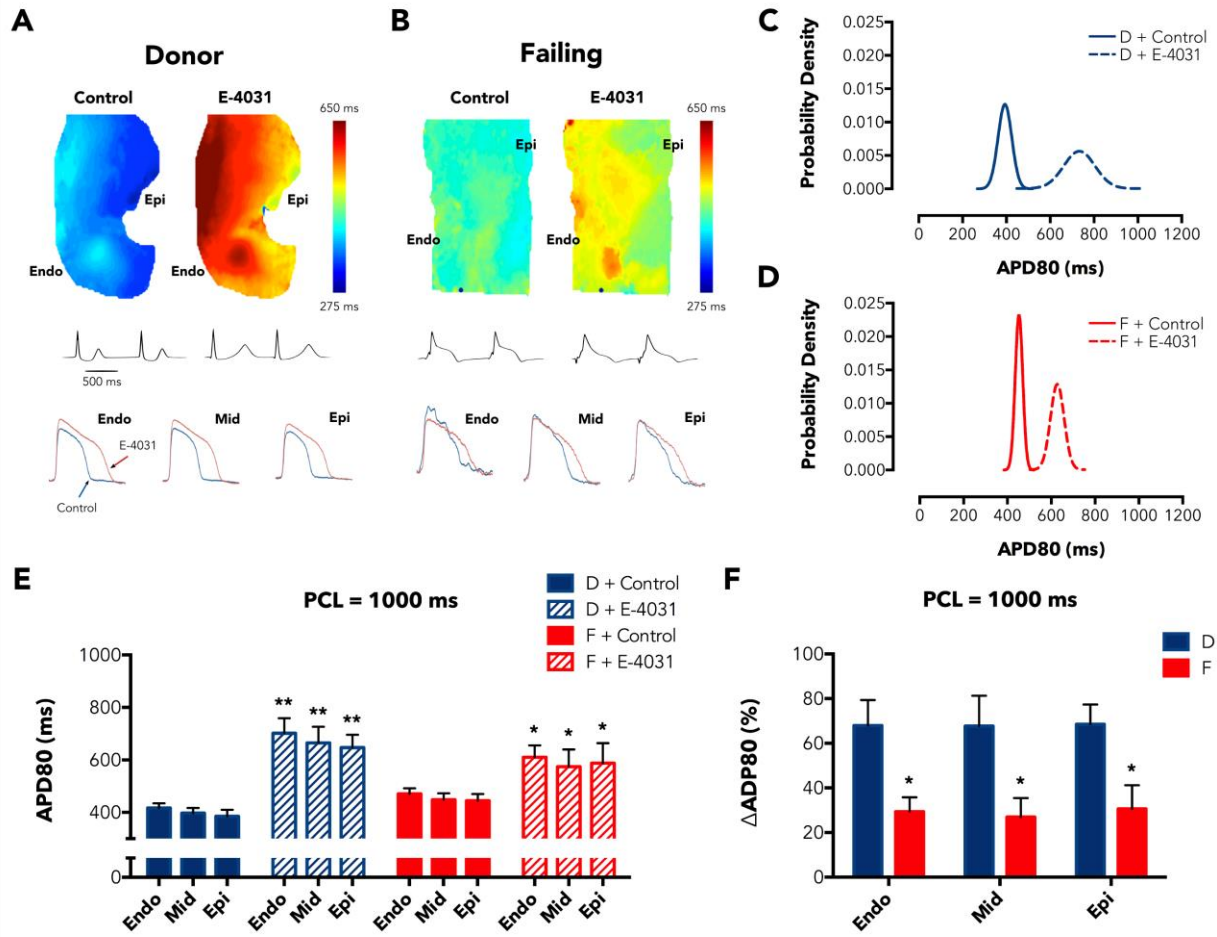 A
Donor
Control
E-4031
650 ms
Epi
Epi
Endo
Endo
275 ms
500 ms
Endo
Mid
Epi
E-4031
Control
B
Failing
Control
E-4031
650 ms
Epi
Epi
Endo
Endo
275 ms
Endo
Mid
Epi
C
Probability Density
0.025
0.020
0.015
0.010
0.005
0.000
D + Control
D + E-4031
0 200 400 600 800 1000 1200
APD80 (ms)
D
Probability Density
0.025
0.020
0.015
0.010
0.005
0.000
F + Control
F + E-4031
0 200 400 600 800 1000 1200
APD80 (ms)
E
PCL = 1000 ms
D + Control
D + E-4031
F + Control
F + E-4031
APD80 (ms)
1000
800
600
400
0
** ** **
* * *
Endo Mid Epi Endo Mid Epi Endo Mid Epi Endo Mid Epi
F
PCL = 1000 ms
D
F
△ADP80 (%)
100
80
60
40
20
0
* * *
Endo Mid Epi